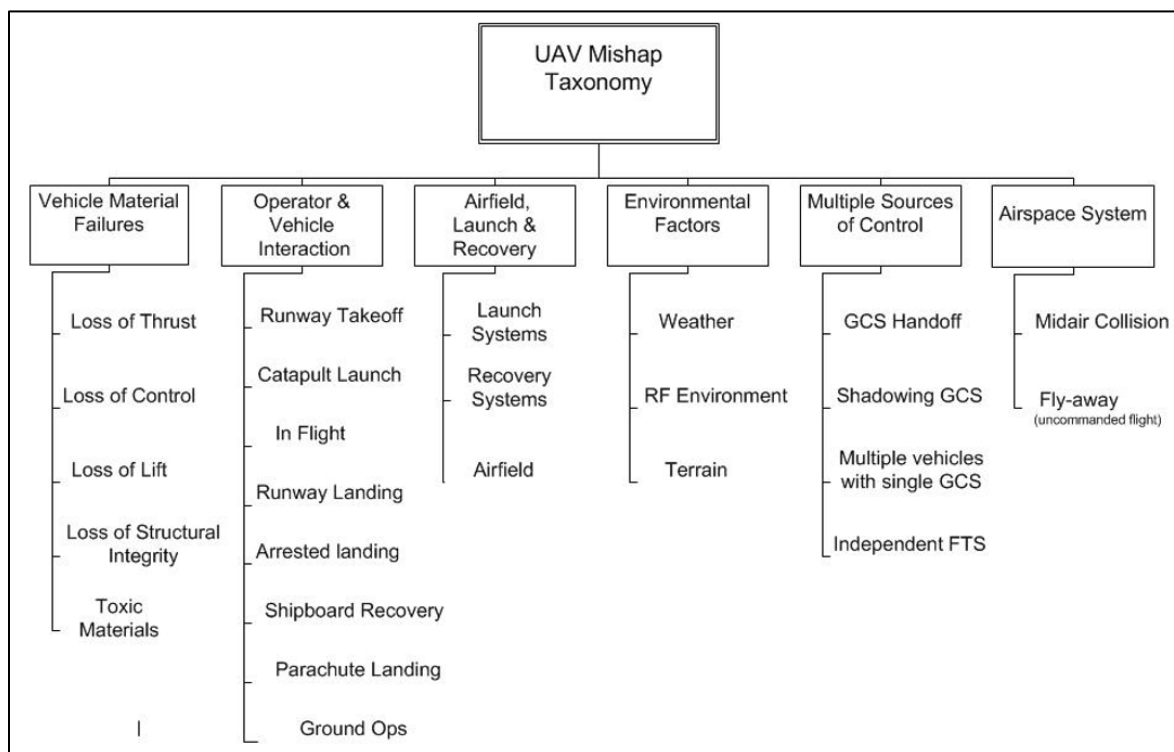 UAV Mishap
Taxonomy
Vehicle Material
Failures
Loss of Thrust
Loss of Control
Loss of Lift
Loss of Structural
Integrity
Toxic
Materials
Operator &
Vehicle
Interaction
Runway Takeoff
Catapult Launch
In Flight
Runway Landing
Arrested landing
Shipboard Recovery
Parachute Landing
Ground Ops
Airfield,
Launch &
Recovery
Launch
Systems
Recovery
Systems
Airfield
Environmental
Factors
Weather
RF Environment
Terrain
Multiple Sources
of Control
GCS Handoff
Shadowing GCS
Multiple vehicles
with single GCS
Independent FTS
Airspace System
Midair Collision
Fly-away
(uncommanded flight)